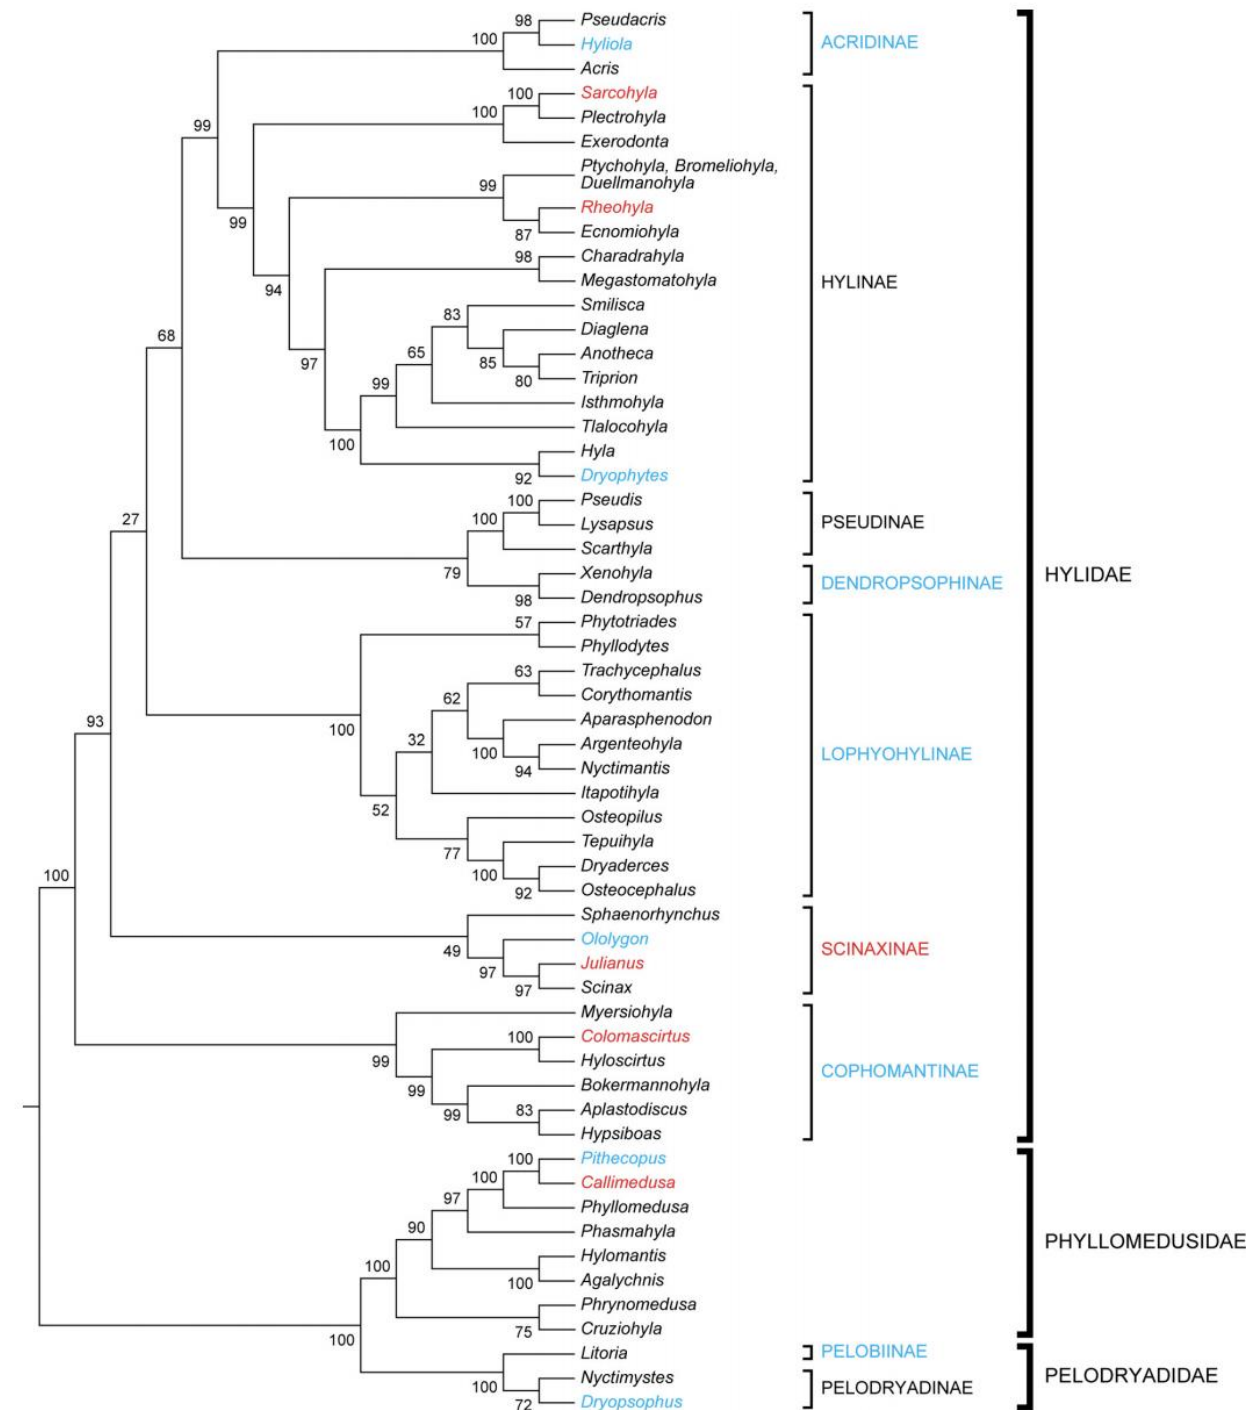 98
Pseudacris
100
Hyliola
ACRIDINAE
Acris
100
Sarcohyla
100
Plectrohyla
99
Exerodonta
Ptychohyla, Bromeliohyla,
Duellmanohyla
99
Rheohyla
99
87
Ecnomiohyla
98
Charadrahyla
Megastomatohyla
HYLINAE
94
Smilisca
83
Diaglena
68
65
85
Anotheca
97
80
Triprion
99
Isthmohyla
Tlalocohyla
100
Hyla
92
Dryophytes
100
Pseudis
27
100
Lysapsus
PSEUDINAE
Scarthyla
79
Xenohyla
DENDROPSOPHINAE
HYLIDAE
98
Dendropsophus
57
Phytotriades
Phyllodytes
63
Trachycephalus
62
Corythomantis
93
100
Aparasphenodon
32
100
Argenteohyla
94
Nyctimantis
LOPHYOHYLINAE
Itapotihyla
52
Osteopilus
77
Tepuihyla
100
Dryaderces
100
92
Osteocephalus
Sphaenorhynchus
49
Ololygon
97
Julianus
SCINAXINAE
97
Scinax
Myersiohyla
100
Colomascirtus
99
Hyloscirtus
COPHOMANTINAE
99
Bokermannohyla
99
83
Aplastodiscus
Hypsiboas
100
Pithecopus
100
Callimedusa
97
Phyllomedusa
90
Phasmahyla
PHYLLOMEDUSIDAE
Hylomantis
100
100
Agalychnis
Phrynomedusa
100
75
Cruziohyla
Litoria
PELOBIINAE
100
Nyctimystes
PELODRYADINAE
PELODRYADIDAE
72
Dryopsophus